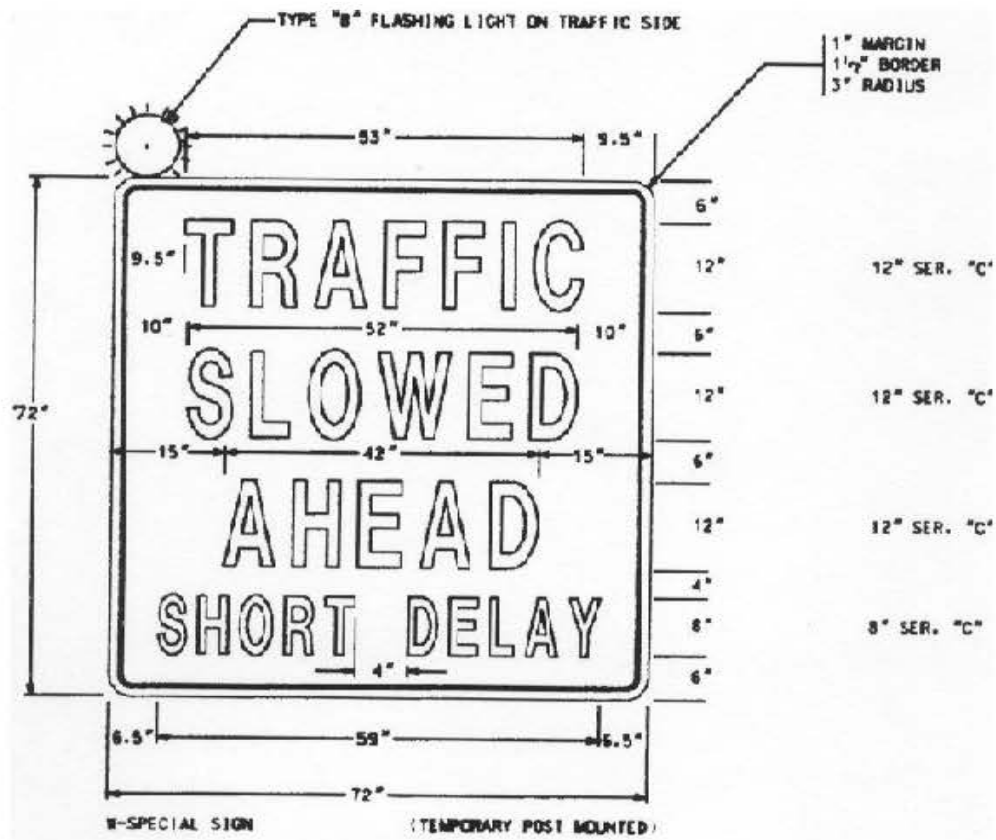 TYPE "B" FLASHING LIGHT ON TRAFFIC SIDE
1" MARGIN
1½" BORDER
3" RADIUS
53" 9.5"
6"
TRAFFIC
9.5"
12" 12" SER. "C"
10" 52" 10"
6"
SLOWED
72"
12" 12" SER. "C"
15" 42" 15"
6"
AHEAD
12" 12" SER. "C"
4"
SHORT DELAY
8" 8" SER. "C"
4"
6"
6.5" 59" 6.5"
72"
W-SPECIAL SIGN (TEMPORARY POST MOUNTED)